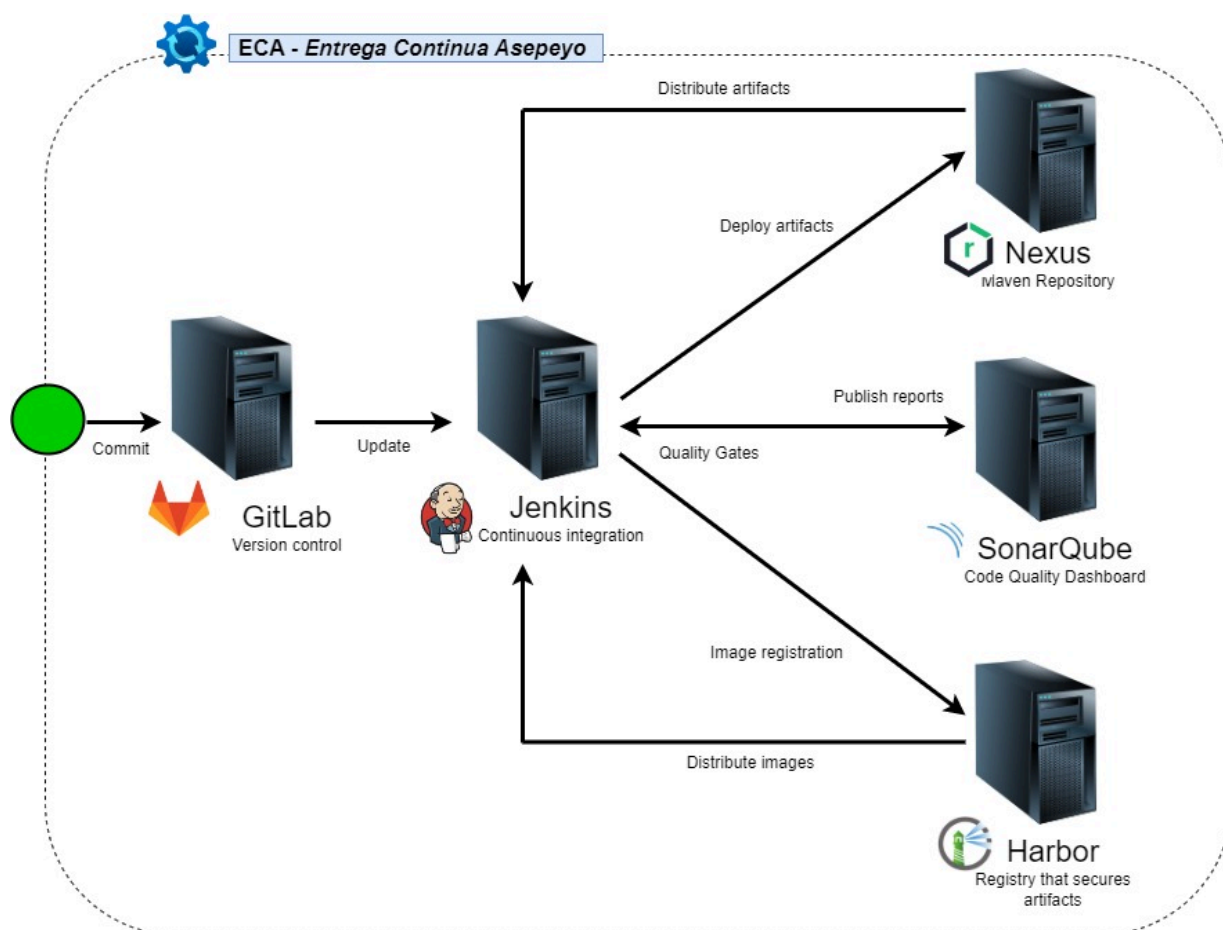 ECA - Entrega Continua Asepeyo
Distribute artifacts
Deploy artifacts
r
Nexus
Maven Repository
Publish reports
Commit
Update
Quality Gates
GitLab
Version control
Jenkins
Continuous integration
SonarQube
Code Quality Dashboard
Image registration
Distribute images
Harbor
Registry that secures
artifacts